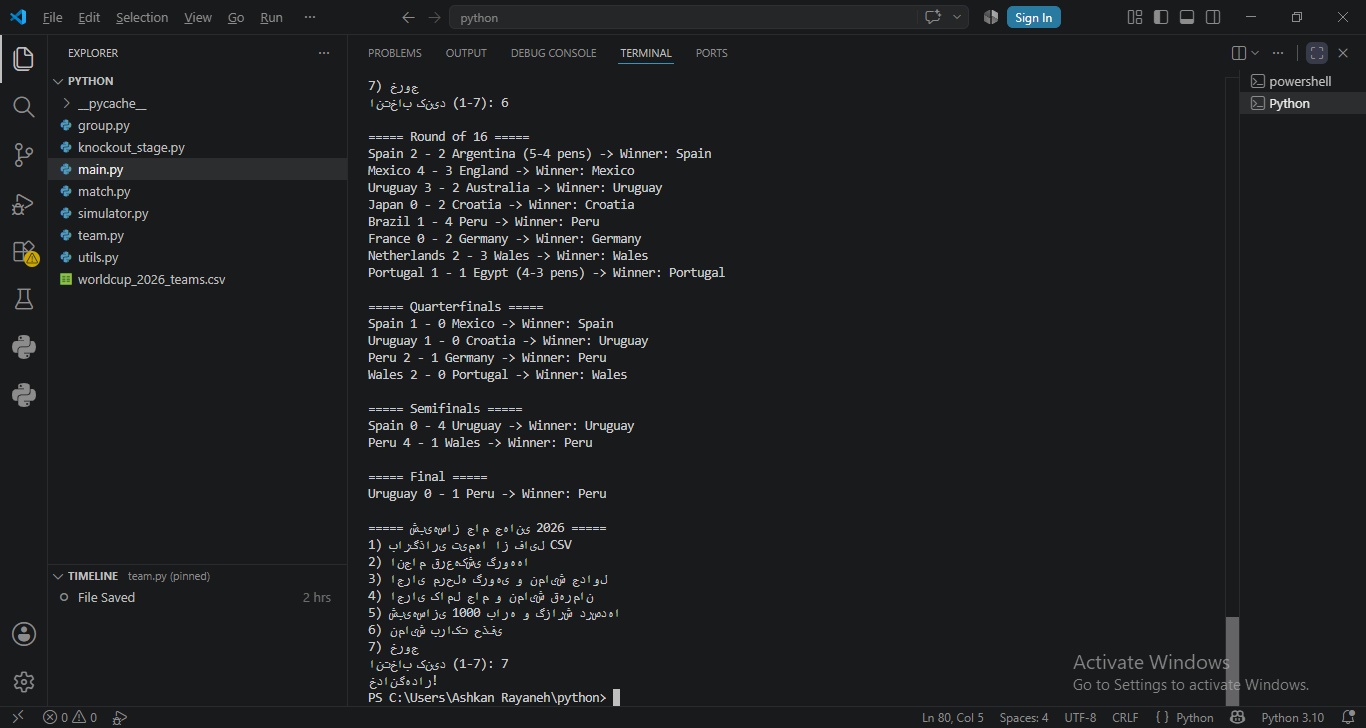 File Edit Selection View Go Run ···
python
Sign In
EXPLORER ···
PYTHON
__pycache__
group.py
knockout_stage.py
main.py
match.py
simulator.py
team.py
utils.py
worldcup_2026_teams.csv
TIMELINE team.py (pinned)
File Saved 2 hrs
PROBLEMS OUTPUT DEBUG CONSOLE TERMINAL PORTS
7) خروج
انتخاب کنید (1-7): 6
===== Round of 16 =====
Spain 2 - 2 Argentina (5-4 pens) -> Winner: Spain
Mexico 4 - 3 England -> Winner: Mexico
Uruguay 3 - 2 Australia -> Winner: Uruguay
Japan 0 - 2 Croatia -> Winner: Croatia
Brazil 1 - 4 Peru -> Winner: Peru
France 0 - 2 Germany -> Winner: Germany
Netherlands 2 - 3 Wales -> Winner: Wales
Portugal 1 - 1 Egypt (4-3 pens) -> Winner: Portugal
===== Quarterfinals =====
Spain 1 - 0 Mexico -> Winner: Spain
Uruguay 1 - 0 Croatia -> Winner: Uruguay
Peru 2 - 1 Germany -> Winner: Peru
Wales 2 - 0 Portugal -> Winner: Wales
===== Semifinals =====
Spain 0 - 4 Uruguay -> Winner: Uruguay
Peru 4 - 1 Wales -> Winner: Peru
===== Final =====
Uruguay 0 - 1 Peru -> Winner: Peru
===== شبیه‌ساز جام جهانی 2026 =====
1) بارگذاری تیم‌ها از فایل CSV
2) انجام قرعه‌کشی گروه‌ها
3) اجرای مرحله گروهی و نمایش جداول
4) اجرای کامل جام و نمایش قهرمان
5) شبیه‌سازی 1000 باره و گزارش درصدها
6) نمایش براکت حذفی
7) خروج
انتخاب کنید (1-7): 7
خدانگهدار!
PS C:\Users\Ashkan Rayaneh\python>
powershell
Python
Activate Windows
Go to Settings to activate Windows.
0 0
Ln 80, Col 5 Spaces: 4 UTF-8 CRLF { } Python Python 3.10